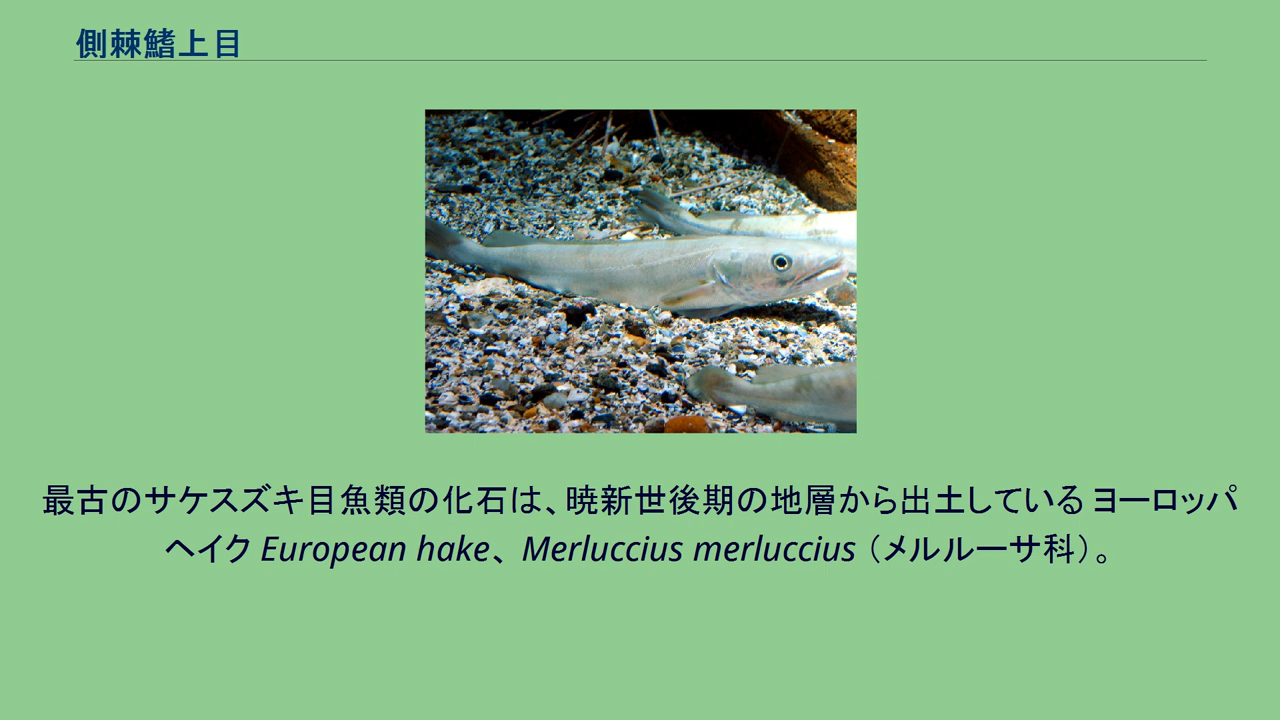 側棘鰭上目
最古のサケスズキ目魚類の化石は、暁新世後期の地層から出土しているヨーロッパ
ヘイク European hake、Merluccius merluccius（メルルーサ科）。